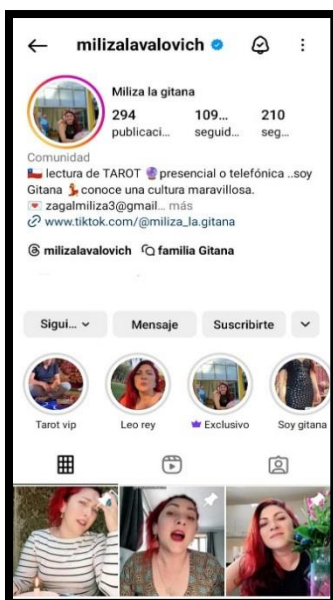 milizalavalovich
Miliza la gitana
294 109... 210
publicaci... seguid... seg...
Comunidad
🇨🇱 lectura de TAROT 🔮presencial o telefónica ..soy
Gitana 💃conoce una cultura maravillosa.
💌 zagalmiliza3@gmail... más
www.tiktok.com/@miliza_la.gitana
milizalavalovich familia Gitana
Sigui... Mensaje Suscribirte
Tarot vip Leo rey Exclusivo Soy gitana